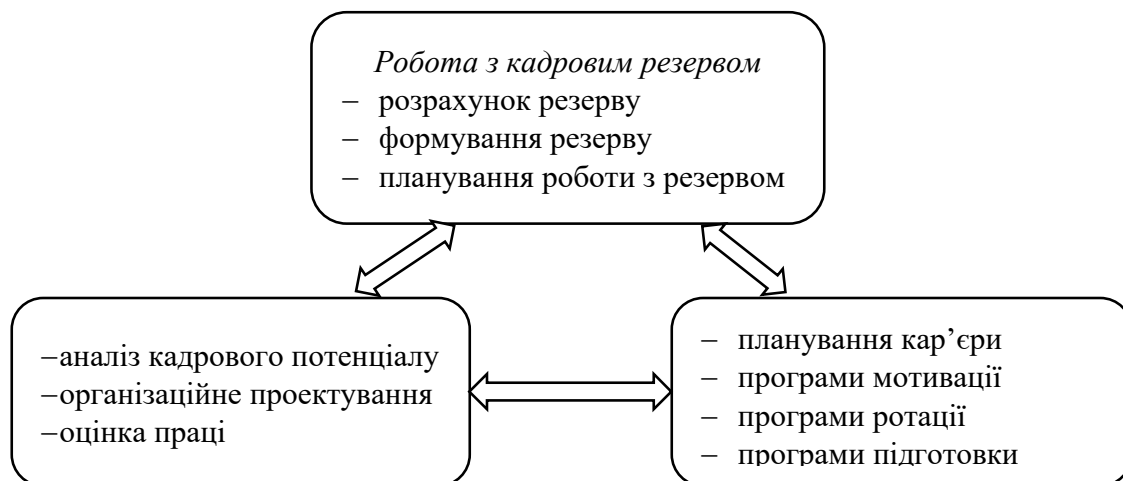 Робота з кадровим резервом
– розрахунок резерву
– формування резерву
– планування роботи з резервом
–аналіз кадрового потенціалу
–організаційне проектування
–оцінка праці
– планування кар’єри
– програми мотивації
– програми ротації
– програми підготовки